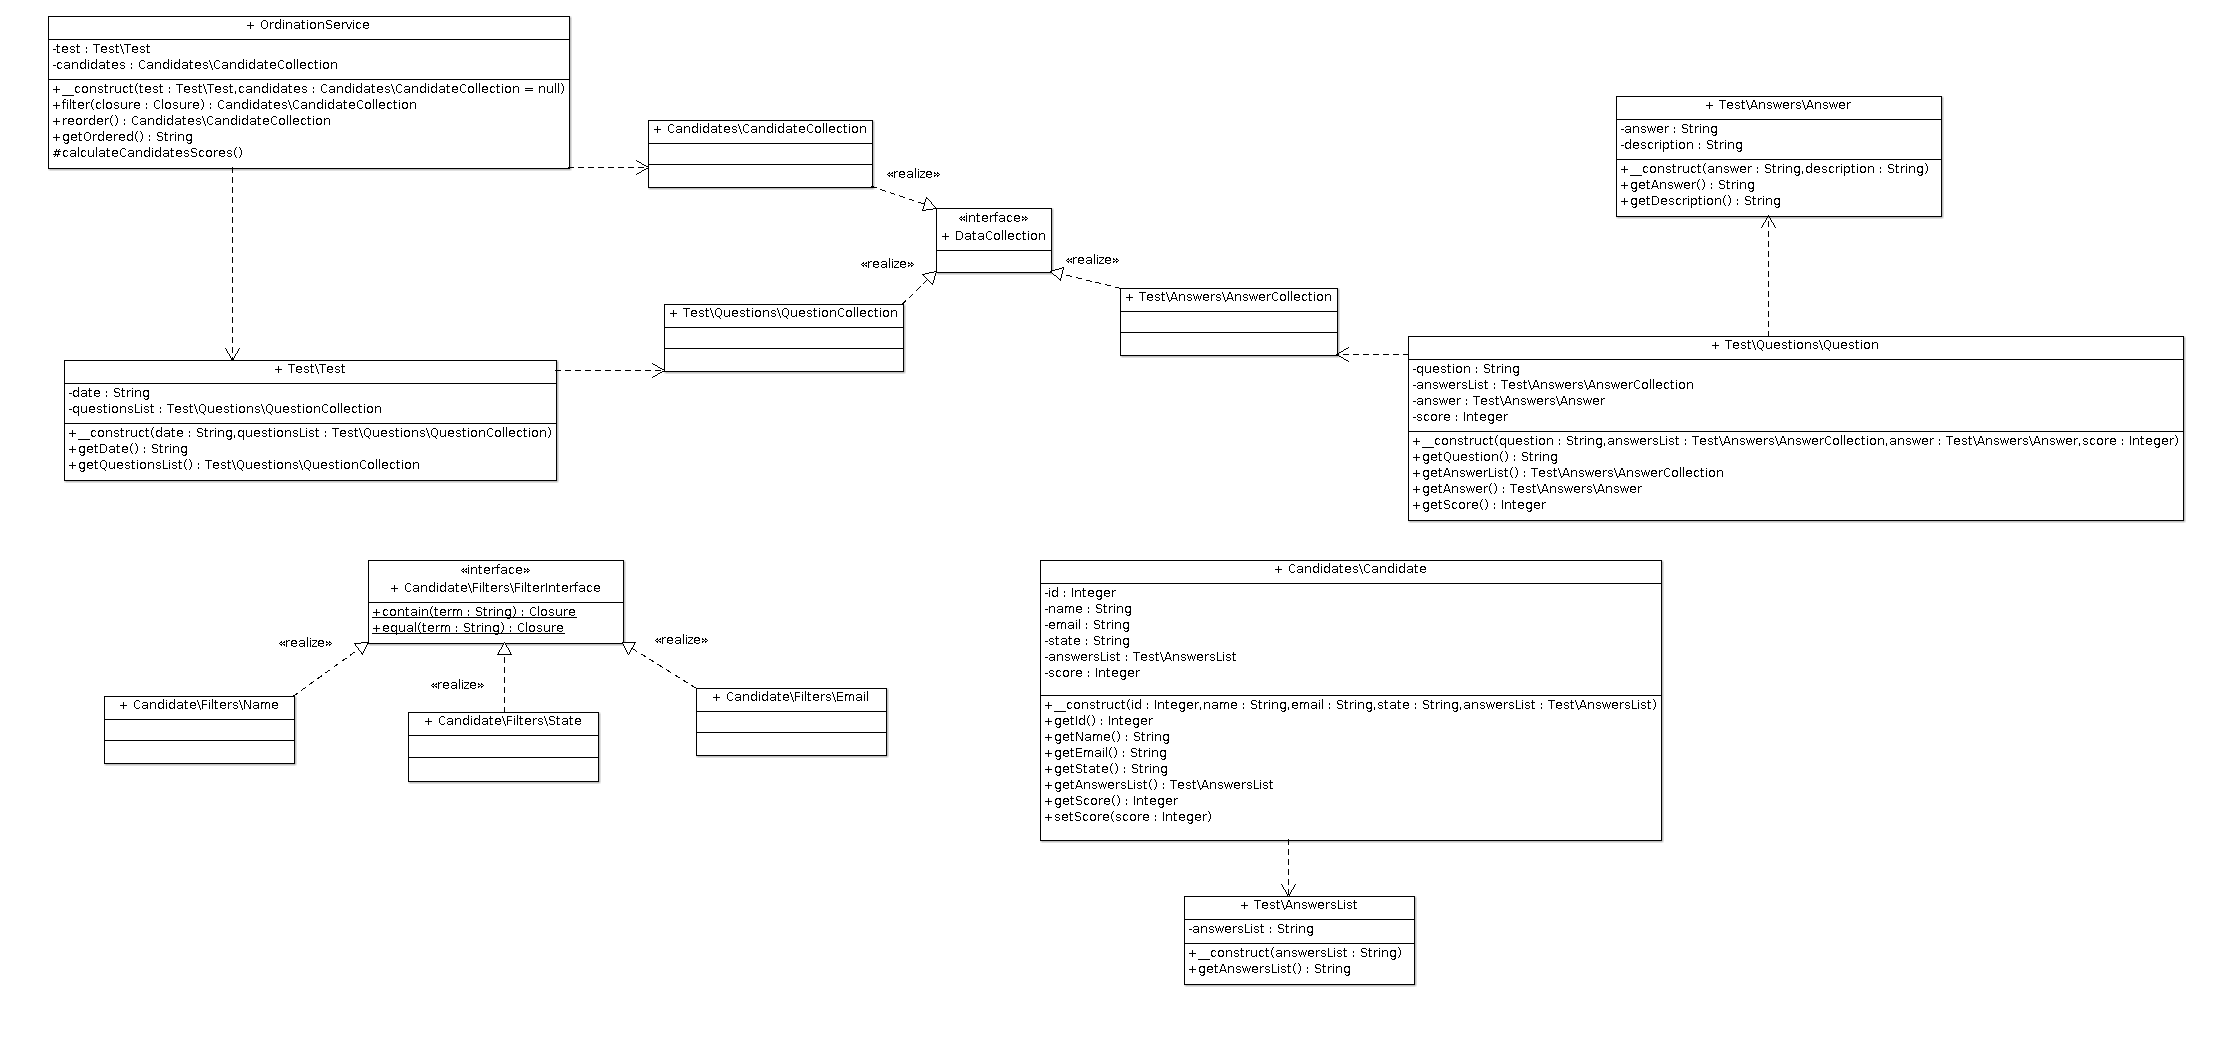 + OrdinationService
-test : Test\Test
-candidates : Candidates\CandidateCollection
+__construct(test : Test\Test,candidates : Candidates\CandidateCollection = null)
+filter(closure : Closure) : Candidates\CandidateCollection
+reorder() : Candidates\CandidateCollection
+getOrdered() : String
#calculateCandidatesScores()
+ Candidates\CandidateCollection
«realize»
«interface»
+ DataCollection
«realize»
«realize»
+ Test\Questions\QuestionCollection
+ Test\Answers\AnswerCollection
+ Test\Answers\Answer
-answer : String
-description : String
+__construct(answer : String,description : String)
+getAnswer() : String
+getDescription() : String
+ Test\Test
-date : String
-questionsList : Test\Questions\QuestionCollection
+__construct(date : String,questionsList : Test\Questions\QuestionCollection)
+getDate() : String
+getQuestionsList() : Test\Questions\QuestionCollection
+ Test\Questions\Question
-question : String
-answersList : Test\Answers\AnswerCollection
-answer : Test\Answers\Answer
-score : Integer
+__construct(question : String,answersList : Test\Answers\AnswerCollection,answer : Test\Answers\Answer,score : Integer)
+getQuestion() : String
+getAnswerList() : Test\Answers\AnswerCollection
+getAnswer() : Test\Answers\Answer
+getScore() : Integer
«interface»
+ Candidate\Filters\FilterInterface
+contain(term : String) : Closure
+equal(term : String) : Closure
«realize»
«realize»
«realize»
+ Candidate\Filters\Name
+ Candidate\Filters\State
+ Candidate\Filters\Email
+ Candidates\Candidate
-id : Integer
-name : String
-email : String
-state : String
-answersList : Test\AnswersList
-score : Integer
+__construct(id : Integer,name : String,email : String,state : String,answersList : Test\AnswersList)
+getId() : Integer
+getName() : String
+getEmail() : String
+getState() : String
+getAnswersList() : Test\AnswersList
+getScore() : Integer
+setScore(score : Integer)
+ Test\AnswersList
-answersList : String
+__construct(answersList : String)
+getAnswersList() : String